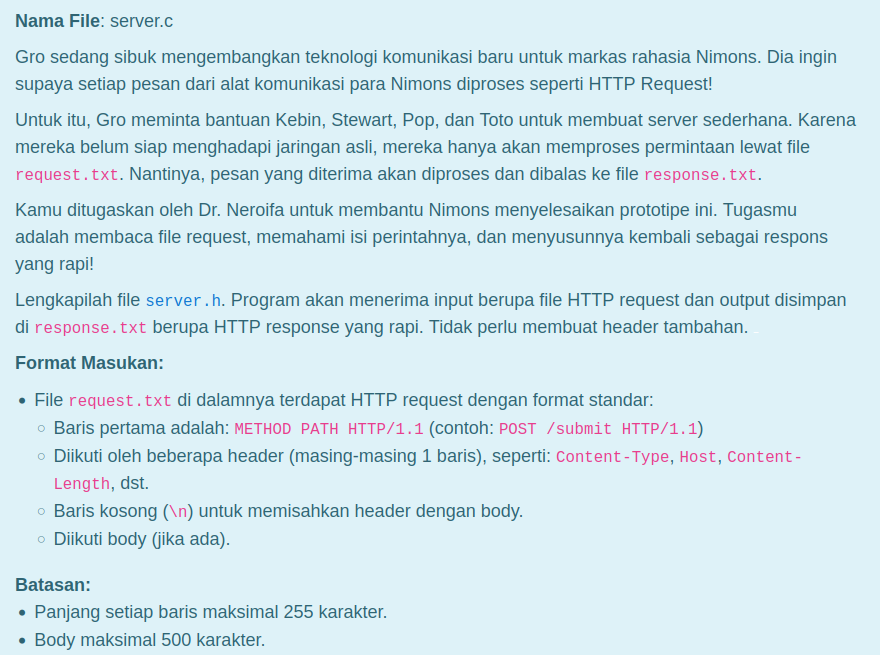 Nama File: server.c
Gro sedang sibuk mengembangkan teknologi komunikasi baru untuk markas rahasia Nimons. Dia ingin
supaya setiap pesan dari alat komunikasi para Nimons diproses seperti HTTP Request!
Untuk itu, Gro meminta bantuan Kebin, Stewart, Pop, dan Toto untuk membuat server sederhana. Karena
mereka belum siap menghadapi jaringan asli, mereka hanya akan memproses permintaan lewat file
request.txt. Nantinya, pesan yang diterima akan diproses dan dibalas ke file response.txt.
Kamu ditugaskan oleh Dr. Neroifa untuk membantu Nimons menyelesaikan prototipe ini. Tugasmu
adalah membaca file request, memahami isi perintahnya, dan menyusunnya kembali sebagai respons
yang rapi!
Lengkapilah file server.h. Program akan menerima input berupa file HTTP request dan output disimpan
di response.txt berupa HTTP response yang rapi. Tidak perlu membuat header tambahan.
Format Masukan:
• File request.txt di dalamnya terdapat HTTP request dengan format standar:
○ Baris pertama adalah: METHOD PATH HTTP/1.1 (contoh: POST /submit HTTP/1.1)
○ Diikuti oleh beberapa header (masing-masing 1 baris), seperti: Content-Type, Host, Content-
Length, dst.
○ Baris kosong (\n) untuk memisahkan header dengan body.
○ Diikuti body (jika ada).
Batasan:
• Panjang setiap baris maksimal 255 karakter.
• Body maksimal 500 karakter.